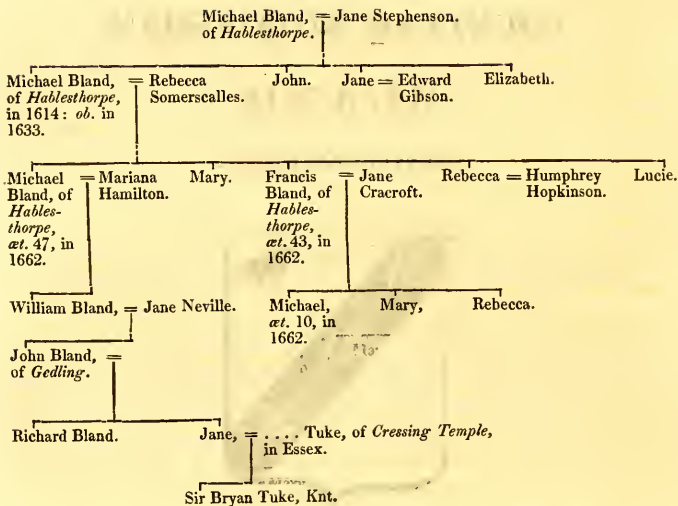 Michael Bland, = Jane Stephenson.
of Hablesthorpe.
Michael Bland, = Rebecca John. Jane = Edward Elizabeth.
of Hablesthorpe, Somerscalles. Gibson.
in 1614: ob. in
1633.
Michael = Mariana Mary. Francis = Jane Rebecca = Humphrey Lucie.
Bland, of Hamilton. Bland, of Cracroft. Hopkinson.
Hables- Hables-
thorpe, thorpe,
æt. 47, in æt. 43, in
1662. 1662.
William Bland, = Jane Neville. Michael, Mary, Rebecca.
æt. 10, in
1662.
John Bland, =
of Gedling.
Richard Bland. Jane, = .... Tuke, of Cressing Temple,
in Essex.
Sir Bryan Tuke, Knt.